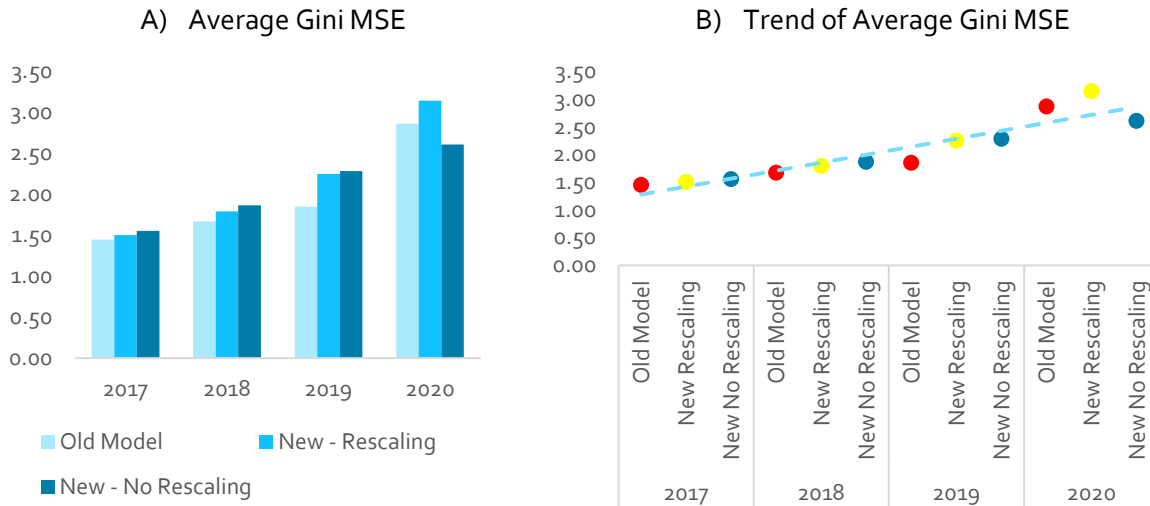 A) Average Gini MSE
3.50
3.00
2.50
2.00
1.50
1.00
0.50
0.00
2017 2018 2019 2020
Old Model New - Rescaling
New - No Rescaling
B) Trend of Average Gini MSE
3.50
3.00
2.50
2.00
1.50
1.00
0.50
0.00
Old Model
New Rescaling
New No Rescaling
Old Model
New Rescaling
New No Rescaling
Old Model
New Rescaling
New No Rescaling
Old Model
New Rescaling
New No Rescaling
2017 2018 2019 2020